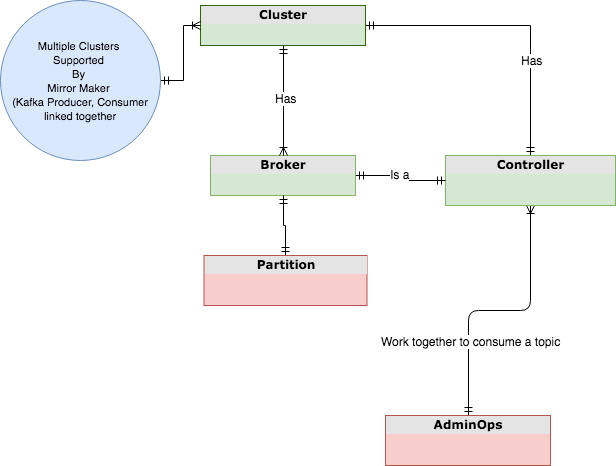 Cluster
Multiple Clusters
Supported
By
Mirror Maker
(Kafka Producer, Consumer
linked together
Has
Has
Broker
Is a
Controller
Partition
Work together to consume a topic
AdminOps